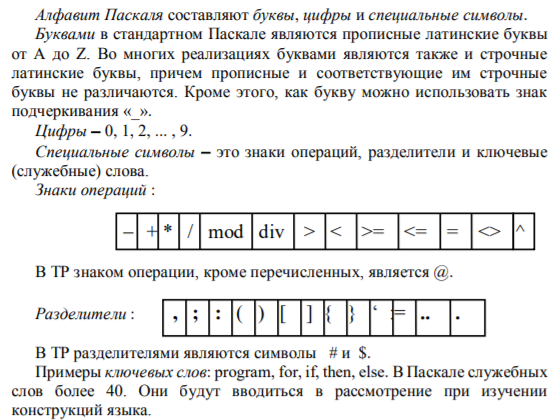 Алфавит Паскаля составляют буквы, цифры и специальные символы.
Буквами в стандартном Паскале являются прописные латинские буквы
от A до Z. Во многих реализациях буквами являются также и строчные
латинские буквы, причем прописные и соответствующие им строчные
буквы не различаются. Кроме этого, как букву можно использовать знак
подчеркивания «_».
Цифры – 0, 1, 2, ... , 9.
Специальные символы – это знаки операций, разделители и ключевые
(служебные) слова.
Знаки операций :
– + * / mod div > < >= <= = <> ^
В ТР знаком операции, кроме перечисленных, является @.
Разделители : , ; : ( ) [ ] { } ‘ := .. .
В ТР разделителями являются символы # и $.
Примеры ключевых слов: program, for, if, then, else. В Паскале служебных
слов более 40. Они будут вводиться в рассмотрение при изучении
конструкций языка.